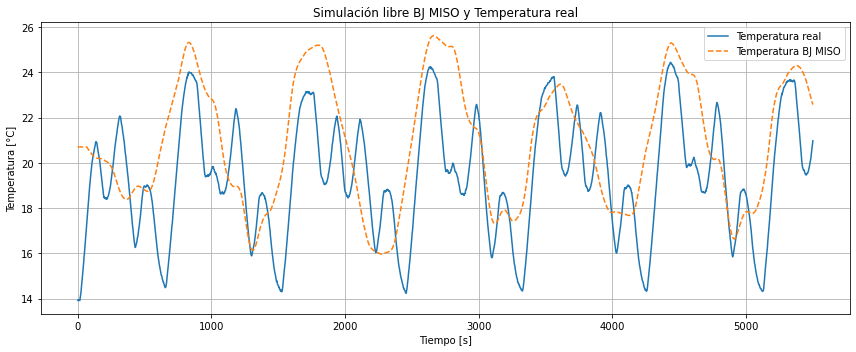 Simulación libre BJ MISO y Temperatura real
Temperatura real
Temperatura BJ MISO
Temperatura [°C]
26
24
22
20
18
16
14
0 1000 2000 3000 4000 5000
Tiempo [s]